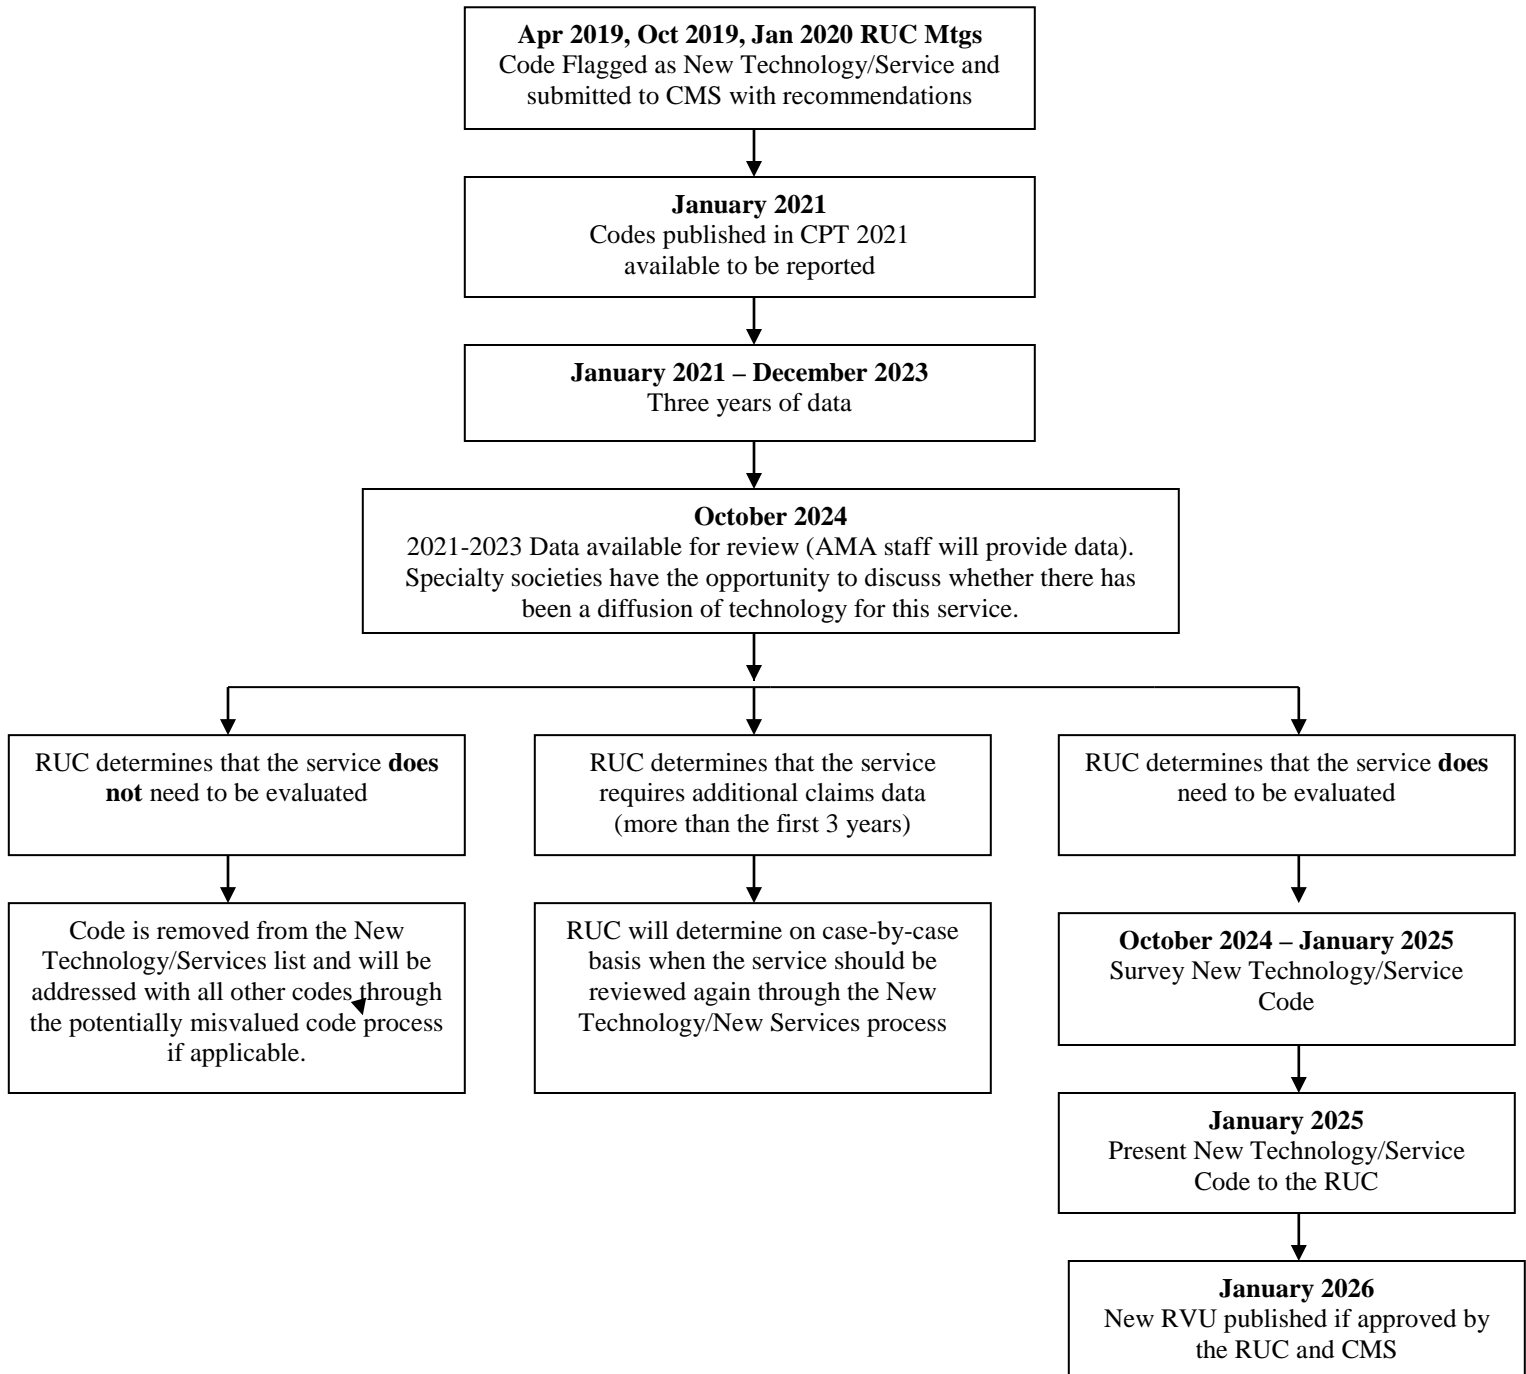 Apr 2019, Oct 2019, Jan 2020 RUC Mtgs
Code Flagged as New Technology/Service and
submitted to CMS with recommendations
January 2021
Codes published in CPT 2021
available to be reported
January 2021 – December 2023
Three years of data
October 2024
2021-2023 Data available for review (AMA staff will provide data).
Specialty societies have the opportunity to discuss whether there has
been a diffusion of technology for this service.
RUC determines that the service does
not need to be evaluated
RUC determines that the service
requires additional claims data
(more than the first 3 years)
RUC determines that the service does
need to be evaluated
Code is removed from the New
Technology/Services list and will be
addressed with all other codes through
the potentially misvalued code process
if applicable.
RUC will determine on case-by-case
basis when the service should be
reviewed again through the New
Technology/New Services process
October 2024 – January 2025
Survey New Technology/Service
Code
January 2025
Present New Technology/Service
Code to the RUC
January 2026
New RVU published if approved by
the RUC and CMS